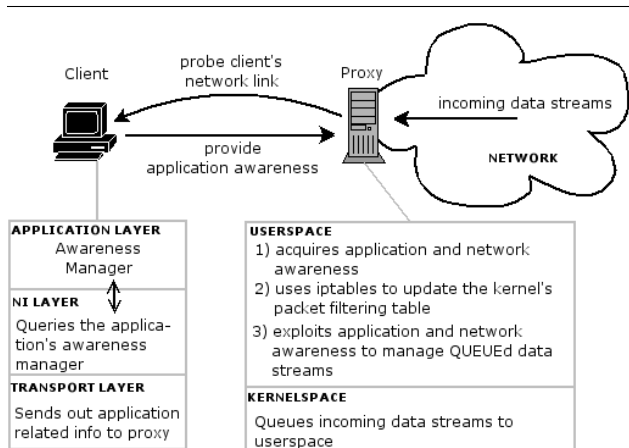 Client
probe client's
network link
Proxy
incoming data streams
provide
application awareness
NETWORK
APPLICATION LAYER
Awareness
Manager
NI LAYER
Queries the applica-
tion's awareness
manager
TRANSPORT LAYER
Sends out application
related info to proxy
USERSPACE
1) acquires application and network
awareness
2) uses iptables to update the kernel's
packet filtering table
3) exploits application and network
awareness to manage QUEUEd data
streams
KERNELSPACE
Queues incoming data streams to
userspace